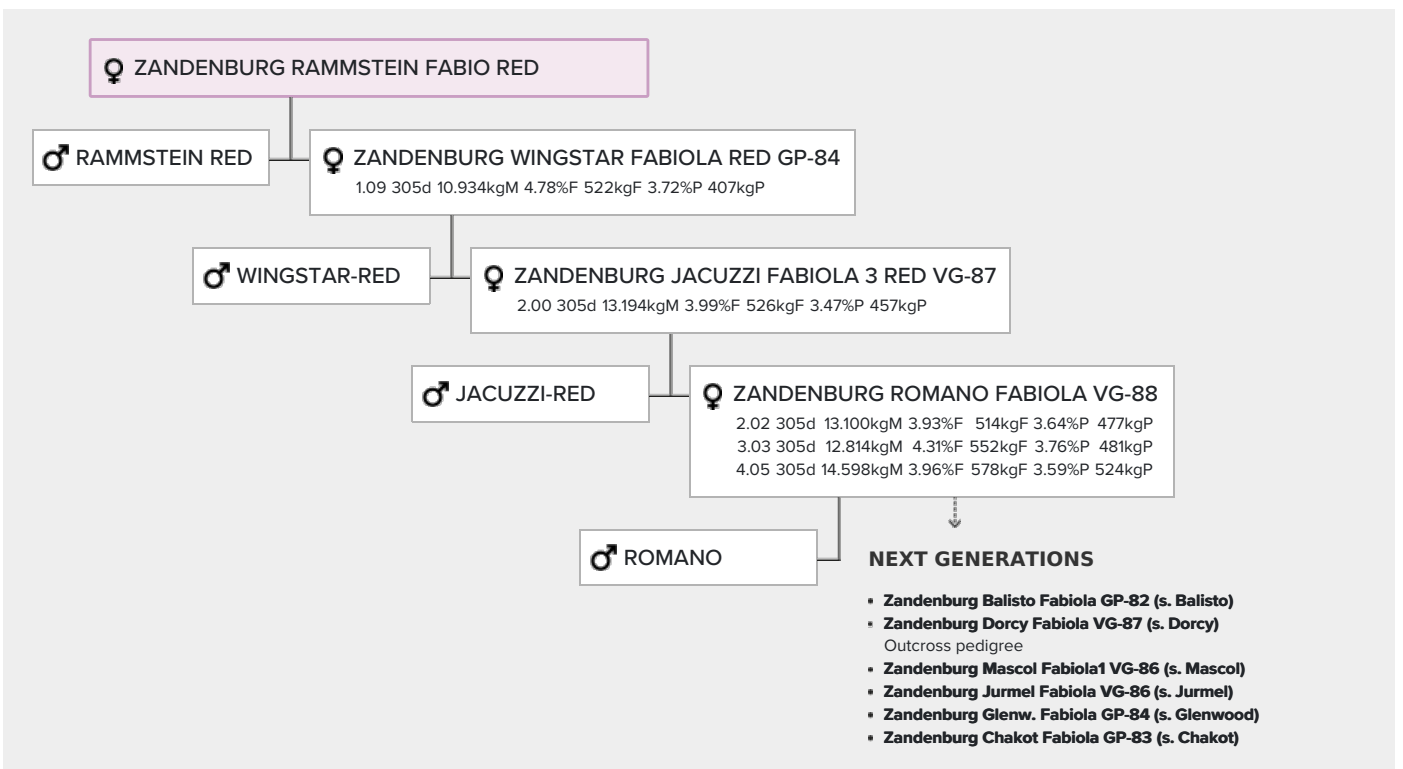 ZANDENBURG RAMMSTEIN FABIO RED
RAMMSTEIN RED
ZANDENBURG WINGSTAR FABIOLA RED GP-84
1.09 305d 10.934kgM 4.78%F 522kgF 3.72%P 407kgP
WINGSTAR-RED
ZANDENBURG JACUZZI FABIOLA 3 RED VG-87
2.00 305d 13.194kgM 3.99%F 526kgF 3.47%P 457kgP
JACUZZI-RED
ZANDENBURG ROMANO FABIOLA VG-88
2.02 305d 13.100kgM 3.93%F 514kgF 3.64%P 477kgP
3.03 305d 12.814kgM 4.31%F 552kgF 3.76%P 481kgP
4.05 305d 14.598kgM 3.96%F 578kgF 3.59%P 524kgP
ROMANO
NEXT GENERATIONS
• Zandenburg Balisto Fabiola GP-82 (s. Balisto)
• Zandenburg Dorcy Fabiola VG-87 (s. Dorcy)
Outcross pedigree
• Zandenburg Mascol Fabiola1 VG-86 (s. Mascol)
• Zandenburg Jurmel Fabiola VG-86 (s. Jurmel)
• Zandenburg Glenw. Fabiola GP-84 (s. Glenwood)
• Zandenburg Chakot Fabiola GP-83 (s. Chakot)